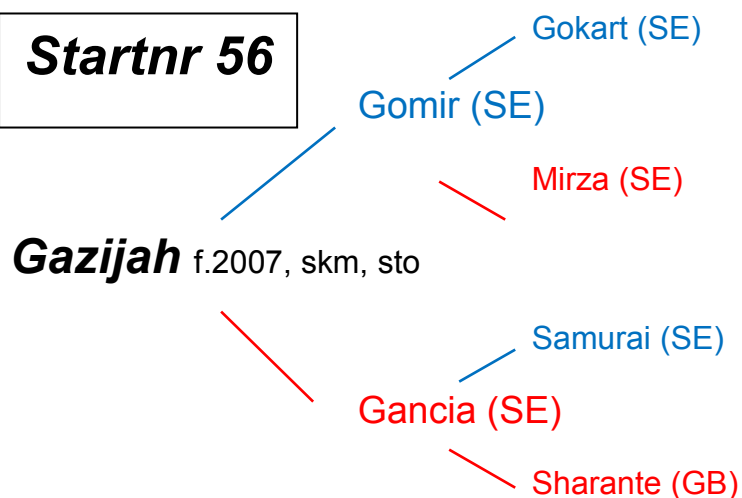 Gokart (SE)
Startnr 56
Gomir (SE)
Mirza (SE)
Gazijah f.2007, skm, sto
Samurai (SE)
Gancia (SE)
Sharante (GB)